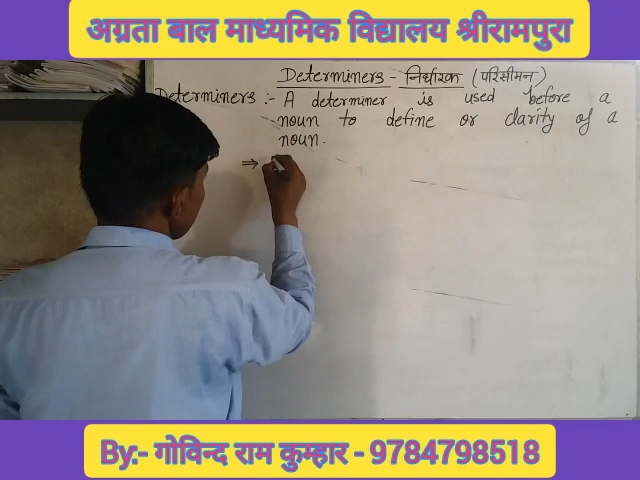 अग्रता बाल माध्यमिक विद्यालय श्रीरामपुरा
Determiners - निर्धारक (परिसीमन)
Determiners :- A determiner is used before a
noun to define or clarity of a
noun.
⇒
By:- गोविन्द राम कुम्हार - 9784798518